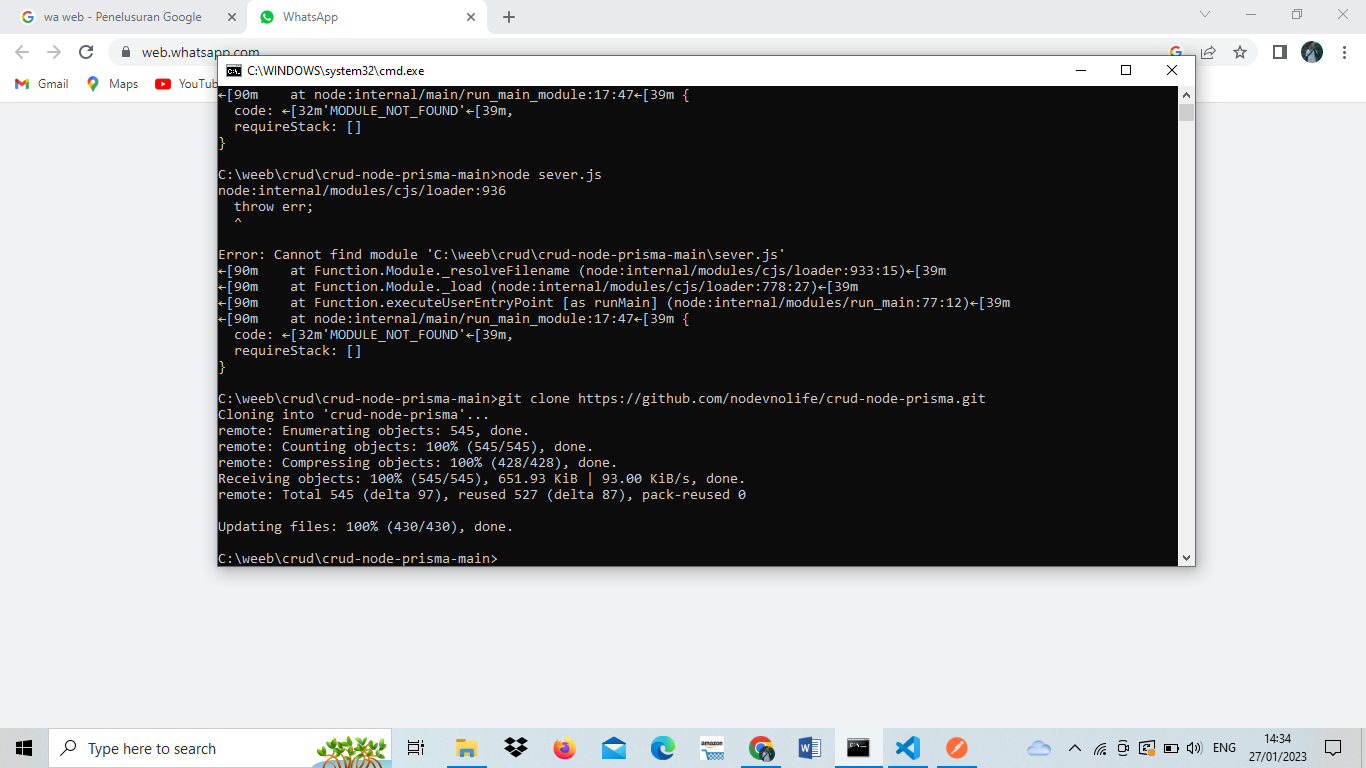 wa web - Penelusuran Google
WhatsApp
web.whatsapp.com
Gmail
Maps
YouTub
C:\WINDOWS\system32\cmd.exe
←[90m    at node:internal/main/run_main_module:17:47←[39m {
  code: ←[32m'MODULE_NOT_FOUND'←[39m,
  requireStack: []
}
C:\weeb\crud\crud-node-prisma-main>node sever.js
node:internal/modules/cjs/loader:936
  throw err;
  ^
Error: Cannot find module 'C:\weeb\crud\crud-node-prisma-main\sever.js'
←[90m    at Function.Module._resolveFilename (node:internal/modules/cjs/loader:933:15)←[39m
←[90m    at Function.Module._load (node:internal/modules/cjs/loader:778:27)←[39m
←[90m    at Function.executeUserEntryPoint [as runMain] (node:internal/modules/run_main:77:12)←[39m
←[90m    at node:internal/main/run_main_module:17:47←[39m {
  code: ←[32m'MODULE_NOT_FOUND'←[39m,
  requireStack: []
}
C:\weeb\crud\crud-node-prisma-main>git clone https://github.com/nodevnolife/crud-node-prisma.git
Cloning into 'crud-node-prisma'...
remote: Enumerating objects: 545, done.
remote: Counting objects: 100% (545/545), done.
remote: Compressing objects: 100% (428/428), done.
Receiving objects: 100% (545/545), 651.93 KiB | 93.00 KiB/s, done.
remote: Total 545 (delta 97), reused 527 (delta 87), pack-reused 0
Updating files: 100% (430/430), done.
C:\weeb\crud\crud-node-prisma-main>
Type here to search
amazon
ENG
14:34
27/01/2023